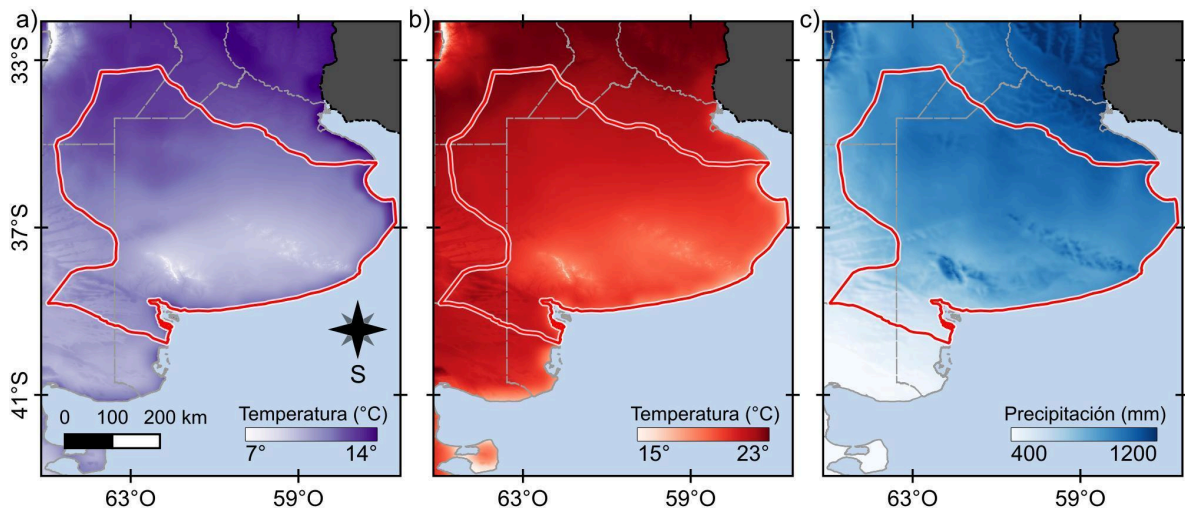 a)
b)
c)
33°S
37°S
41°S
S
0 100 200 km
Temperatura (°C)
7° 14°
Temperatura (°C)
15° 23°
Precipitación (mm)
400 1200
63°O 59°O
63°O 59°O
63°O 59°O